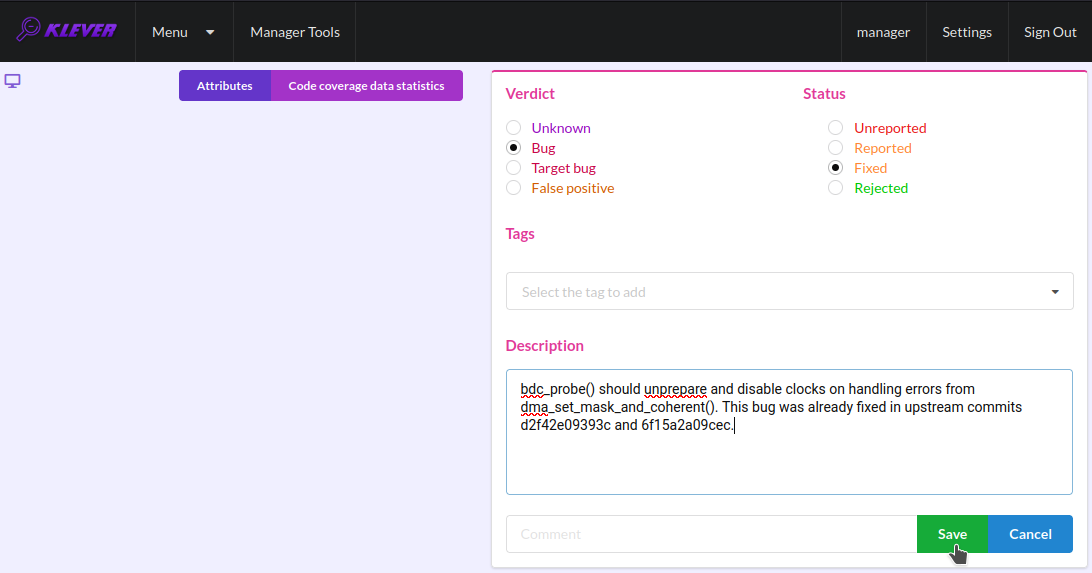 KLEVER
Menu
Manager Tools
manager
Settings
Sign Out
Attributes
Code coverage data statistics
Verdict
Status
Unknown
Unreported
Bug
Reported
Target bug
Fixed
False positive
Rejected
Tags
Select the tag to add
Description
bdc_probe() should unprepare and disable clocks on handling errors from
dma_set_mask_and_coherent(). This bug was already fixed in upstream commits
d2f42e09393c and 6f15a2a09cec.
Comment
Save
Cancel